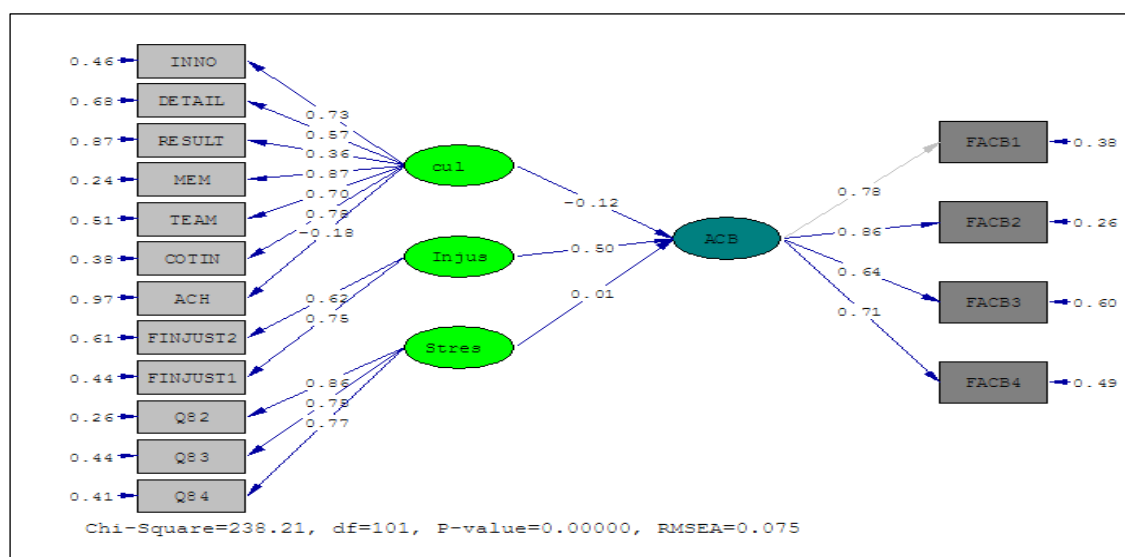 0.46 INNO
0.68 DETAIL
0.87 RESULT
0.24 MEM
0.51 TEAM
0.38 COTIN
0.97 ACH
0.61 FINJUST2
0.44 FINJUST1
0.26 Q82
0.44 Q83
0.41 Q84
0.73
0.57
0.36
0.87
0.70
0.78
-0.18
0.62
0.75
0.86
0.77
cul
Injus
Stres
-0.12
0.50
0.01
ACB
0.78
0.86
0.64
0.71
FACB1 0.38
FACB2 0.26
FACB3 0.60
FACB4 0.49
Chi-Square=238.21, df=101, P-value=0.00000, RMSEA=0.075